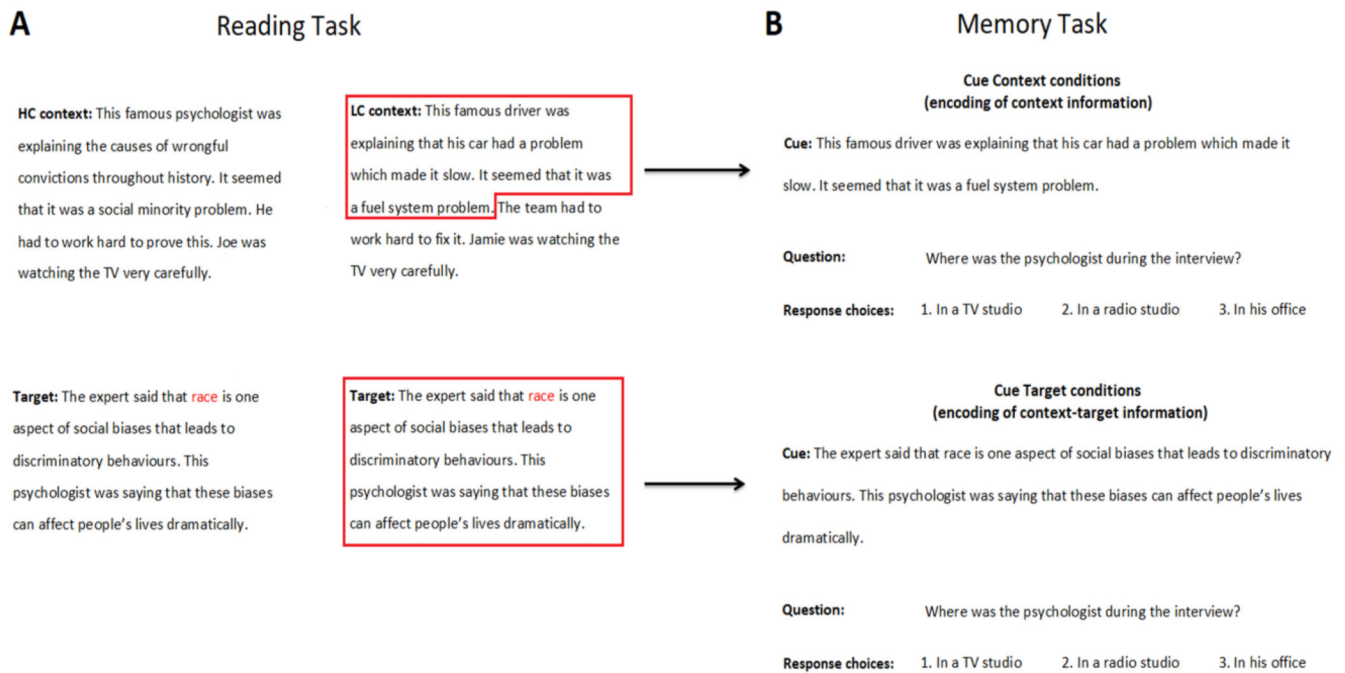 A
Reading Task
HC context: This famous psychologist was
explaining the causes of wrongful
convictions throughout history. It seemed
that it was a social minority problem. He
had to work hard to prove this. Joe was
watching the TV very carefully.
LC context: This famous driver was
explaining that his car had a problem
which made it slow. It seemed that it was
a fuel system problem. The team had to
work hard to fix it. Jamie was watching the
TV very carefully.
Target: The expert said that race is one
aspect of social biases that leads to
discriminatory behaviours. This
psychologist was saying that these biases
can affect people's lives dramatically.
Target: The expert said that race is one
aspect of social biases that leads to
discriminatory behaviours. This
psychologist was saying that these biases
can affect people's lives dramatically.
B
Memory Task
Cue Context conditions
(encoding of context information)
Cue: This famous driver was explaining that his car had a problem which made it
slow. It seemed that it was a fuel system problem.
Question: Where was the psychologist during the interview?
Response choices: 1. In a TV studio 2. In a radio studio 3. In his office
Cue Target conditions
(encoding of context-target information)
Cue: The expert said that race is one aspect of social biases that leads to discriminatory
behaviours. This psychologist was saying that these biases can affect people's lives
dramatically.
Question: Where was the psychologist during the interview?
Response choices: 1. In a TV studio 2. In a radio studio 3. In his office